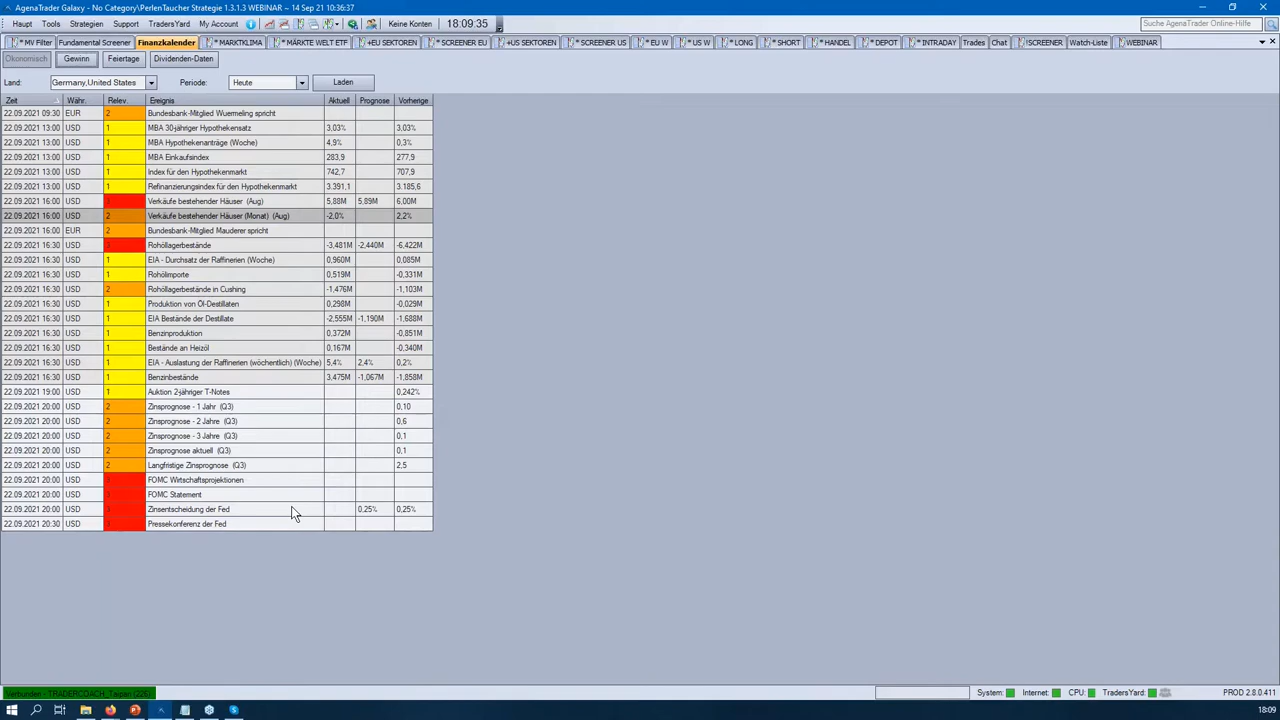 AgenaTrader Galaxy - No Category\PerlenTaucher Strategie 1.3.1.3 WEBINAR ~ 14 Sep 21 10:36:37
Haupt Tools Strategien Support TradersYard My Account Keine Konten 18:09:35 Suche AgenaTrader Online-Hilfe
* MV Filter Fundamental Screener Finanzkalender * MARKTKLIMA * MÄRKTE WELT ETF +EU SEKTOREN * SCREENER EU +US SEKTOREN * SCREENER US * EU W * US W * LONG * SHORT * HANDEL * DEPOT * INTRADAY Trades Chat !SCREENER Watch-Liste WEBINAR
Ökonomisch Gewinn Feiertage Dividenden-Daten
Land: Germany,United States Periode: Heute Laden
Zeit Währ. Relev. Ereignis Aktuell Prognose Vorherige
22.09.2021 09:30 EUR 2 Bundesbank-Mitglied Wuermeling spricht
22.09.2021 13:00 USD 1 MBA 30-jähriger Hypothekensatz 3,03% 3,03%
22.09.2021 13:00 USD 1 MBA Hypothekenanträge (Woche) 4,9% 0,3%
22.09.2021 13:00 USD 1 MBA Einkaufsindex 283,9 277,9
22.09.2021 13:00 USD 1 Index für den Hypothekenmarkt 742,7 707,9
22.09.2021 13:00 USD 1 Refinanzierungsindex für den Hypothekenmarkt 3.391,1 3.185,6
22.09.2021 16:00 USD 3 Verkäufe bestehender Häuser (Aug) 5,88M 5,89M 6,00M
22.09.2021 16:00 USD 2 Verkäufe bestehender Häuser (Monat) (Aug) -2,0% 2,2%
22.09.2021 16:00 EUR 2 Bundesbank-Mitglied Mauderer spricht
22.09.2021 16:30 USD 3 Rohöllagerbestände -3,481M -2,440M -6,422M
22.09.2021 16:30 USD 1 EIA - Durchsatz der Raffinerien (Woche) 0,960M 0,085M
22.09.2021 16:30 USD 1 Rohölimporte 0,519M -0,331M
22.09.2021 16:30 USD 2 Rohöllagerbestände in Cushing -1,476M -1,103M
22.09.2021 16:30 USD 1 Produktion von Öl-Destillaten 0,298M -0,029M
22.09.2021 16:30 USD 1 EIA Bestände der Destillate -2,555M -1,190M -1,688M
22.09.2021 16:30 USD 1 Benzinproduktion 0,372M -0,851M
22.09.2021 16:30 USD 1 Bestände an Heizöl 0,167M -0,340M
22.09.2021 16:30 USD 1 EIA - Auslastung der Raffinerien (wöchentlich) (Woche) 5,4% 2,4% 0,2%
22.09.2021 16:30 USD 1 Benzinbestände 3,475M -1,067M -1,858M
22.09.2021 19:00 USD 1 Auktion 2-jähriger T-Notes 0,242%
22.09.2021 20:00 USD 2 Zinsprognose - 1 Jahr (Q3) 0,10
22.09.2021 20:00 USD 2 Zinsprognose - 2 Jahre (Q3) 0,6
22.09.2021 20:00 USD 2 Zinsprognose - 3 Jahre (Q3) 0,1
22.09.2021 20:00 USD 2 Zinsprognose aktuell (Q3) 0,1
22.09.2021 20:00 USD 2 Langfristige Zinsprognose (Q3) 2,5
22.09.2021 20:00 USD 3 FOMC Wirtschaftsprojektionen
22.09.2021 20:00 USD 3 FOMC Statement
22.09.2021 20:00 USD 3 Zinsentscheidung der Fed 0,25% 0,25%
22.09.2021 20:30 USD 3 Pressekonferenz der Fed
Verbunden - TRADERCOACH_Taipan (226) System: Internet: CPU: TradersYard: PROD 2.8.0.411
18:09